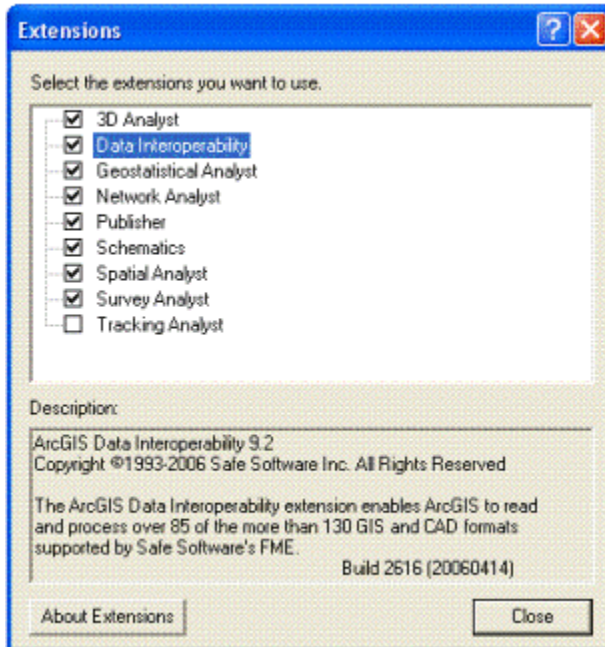 Extensions
Select the extensions you want to use.
3D Analyst
Data Interoperability
Geostatistical Analyst
Network Analyst
Publisher
Schematics
Spatial Analyst
Survey Analyst
Tracking Analyst
Description:
ArcGIS Data Interoperability 9.2
Copyright ©1993-2006 Safe Software Inc. All Rights Reserved
The ArcGIS Data Interoperability extension enables ArcGIS to read
and process over 85 of the more than 130 GIS and CAD formats
supported by Safe Software's FME.
Build 2616 (20060414)
About Extensions
Close